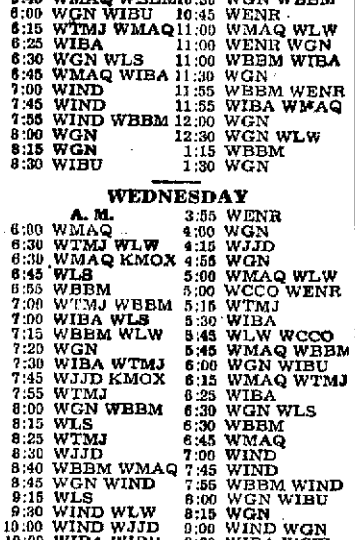 6:00 WGN WIBU
6:15 WTMJ WMAQ
6:25 WIBA
6:30 WGN WLS
6:45 WMAQ WIBA
7:00 WIND
7:45 WIND
7:55 WIND WBBM
8:00 WGN
8:15 WGN
8:30 WIBU
10:45 WENR
11:00 WMAQ WLW
11:00 WENR WGN
11:00 WBBM WIBA
11:30 WGN
11:55 WBBM WENR
11:55 WIBA WMAQ
12:00 WGN
12:30 WGN WLW
1:15 WBBM
1:30 WGN
WEDNESDAY
A. M.
6:00 WMAQ
6:30 WTMJ WLW
6:30 WMAQ KMOX
6:45 WLS
6:55 WBBM
7:00 WTMJ WBBM
7:00 WIBA WLS
7:15 WBBM WLW
7:20 WGN
7:30 WIBA WTMJ
7:45 WJJD KMOX
7:55 WTMJ
8:00 WGN WBBM
8:15 WLS
8:25 WTMJ
8:30 WJJD
8:40 WBBM WMAQ
8:45 WGN WIND
9:15 WLS
9:30 WIND WLW
10:00 WIND WJJD
3:55 WENR
4:00 WGN
4:15 WJJD
4:55 WGN
5:00 WMAQ WLW
5:00 WCCO WENR
5:15 WTMJ
5:30 WIBA
5:45 WLW WCCO
5:45 WMAQ WBBM
6:00 WGN WIBU
6:15 WMAQ WTMJ
6:25 WIBA
6:30 WGN WLS
6:30 WBBM
6:45 WMAQ
7:00 WIND
7:45 WIND
7:55 WBBM WIND
8:00 WGN WIBU
8:15 WGN
9:00 WIND WGN